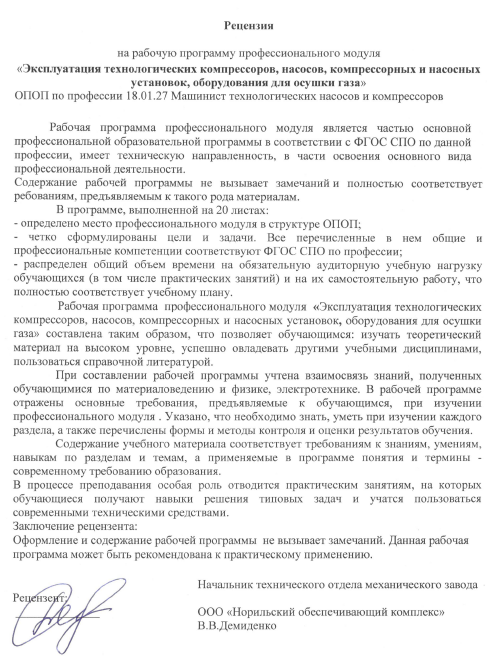 Рецензия
на рабочую программу профессионального модуля
«Эксплуатация технологических компрессоров, насосов, компрессорных и насосных
установок, оборудования для осушки газа»
ОПОП по профессии 18.01.27 Машинист технологических насосов и компрессоров
Рабочая программа профессионального модуля является частью основной
профессиональной образовательной программы в соответствии с ФГОС СПО по данной
профессии, имеет техническую направленность, в части освоения основного вида
профессиональной деятельности.
Содержание рабочей программы не вызывает замечаний и полностью соответствует
ребованиям, предъявляемым к такого рода материалам.
В программе, выполненной на 20 листах:
- определено место профессионального модуля в структуре ОПОП;
- четко сформулированы цели и задачи. Все перечисленные в нем общие и
профессиональные компетенции соответствуют ФГОС СПО по профессии;
- распределен общий объем времени на обязательную аудиторную учебную нагрузку
обучающихся (в том числе практических занятий) и на их самостоятельную работу, что
полностью соответствует учебному плану.
Рабочая программа профессионального модуля «Эксплуатация технологических
компрессоров, насосов, компрессорных и насосных установок, оборудования для осушки
газа» составлена таким образом, что позволяет обучающимся: изучать теоретический
материал на высоком уровне, успешно овладевать другими учебными дисциплинами,
пользоваться справочной литературой.
При составлении рабочей программы учтена взаимосвязь знаний, полученных
обучающимися по материаловедению и физике, электротехнике. В рабочей программе
отражены основные требования, предъявляемые к обучающимся, при изучении
профессионального модуля . Указано, что необходимо знать, уметь при изучении каждого
раздела, а также перечислены формы и методы контроля и оценки результатов обучения.
Содержание учебного материала соответствует требованиям к знаниям, умениям,
навыкам по разделам и темам, а применяемые в программе понятия и термины -
современному требованию образования.
В процессе преподавания особая роль отводится практическим занятиям, на которых
обучающиеся получают навыки решения типовых задач и учатся пользоваться
современными техническими средствами.
Заключение рецензента:
Оформление и содержание рабочей программы не вызывает замечаний. Данная рабочая
программа может быть рекомендована к практическому применению.
Начальник технического отдела механического завода
Рецензент:
ООО «Норильский обеспечивающий комплекс»
В.В.Демиденко